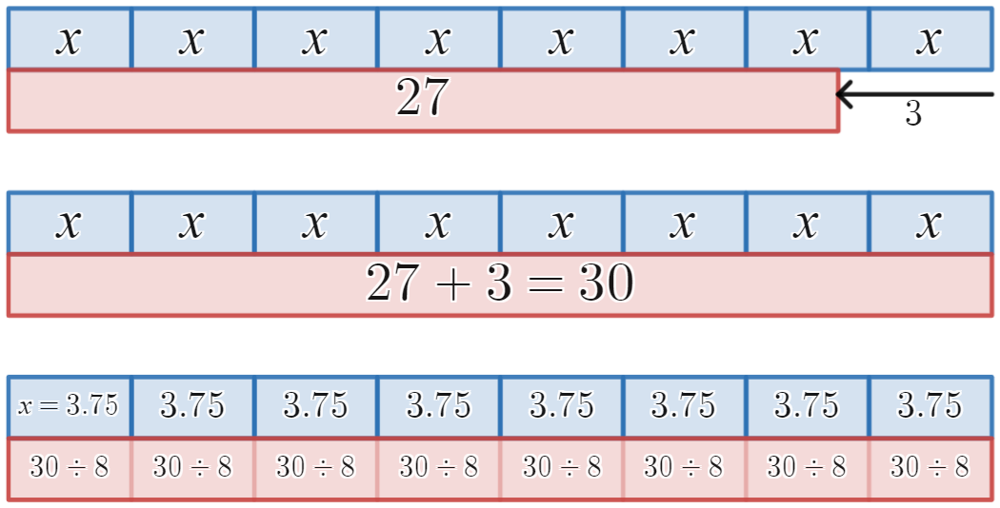 x x x x x x x x
27
3
x x x x x x x x
27 + 3 = 30
x = 3.75 3.75 3.75 3.75 3.75 3.75 3.75 3.75
30 ÷ 8 30 ÷ 8 30 ÷ 8 30 ÷ 8 30 ÷ 8 30 ÷ 8 30 ÷ 8 30 ÷ 8